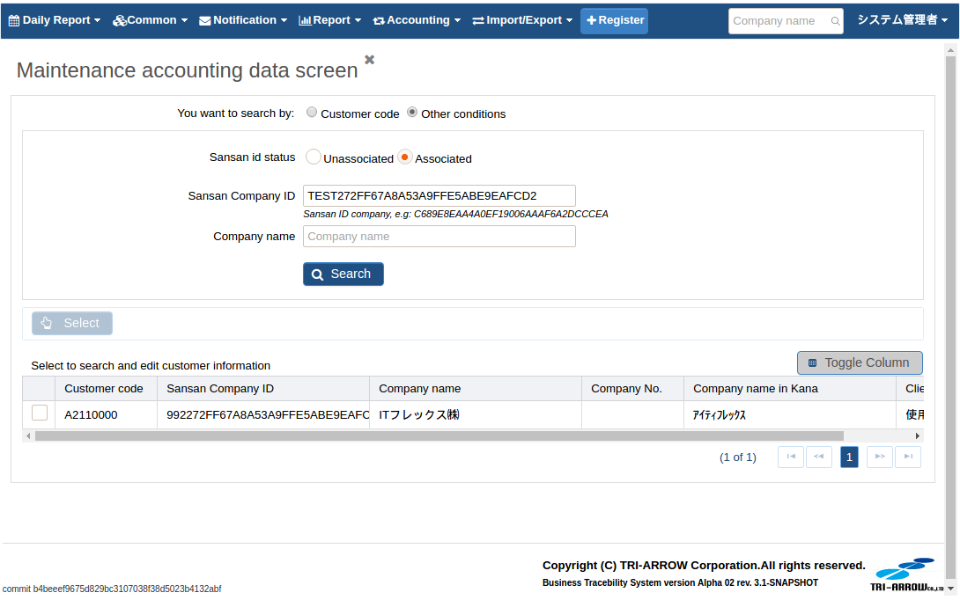 Daily Report Common Notification Report Accounting Import/Export Register Company name システム管理者
Maintenance accounting data screen
You want to search by: Customer code Other conditions
Sansan id status Unassociated Associated
Sansan Company ID TEST272FF67A8A53A9FFE5ABE9EAFCD2
Sansan ID company, e.g: C689E8EAA4A0EF19006AAAF6A2DCCCEA
Company name Company name
Search
Select
Select to search and edit customer information Toggle Column
Customer code Sansan Company ID Company name Company No. Company name in Kana Clie
A2110000 992272FF67A8A53A9FFE5ABE9EAFC ITフレックス㈱ ｱｲﾃｨﾌﾚｯｸｽ 使用
(1 of 1) 1
Copyright (C) TRI-ARROW Corporation.All rights reserved.
Business Tracebility System version Alpha 02 rev. 3.1-SNAPSHOT
TRI-ARROW CO.,LTD
commit b4beeef9675d829bc3107038f38d5023b4132abf